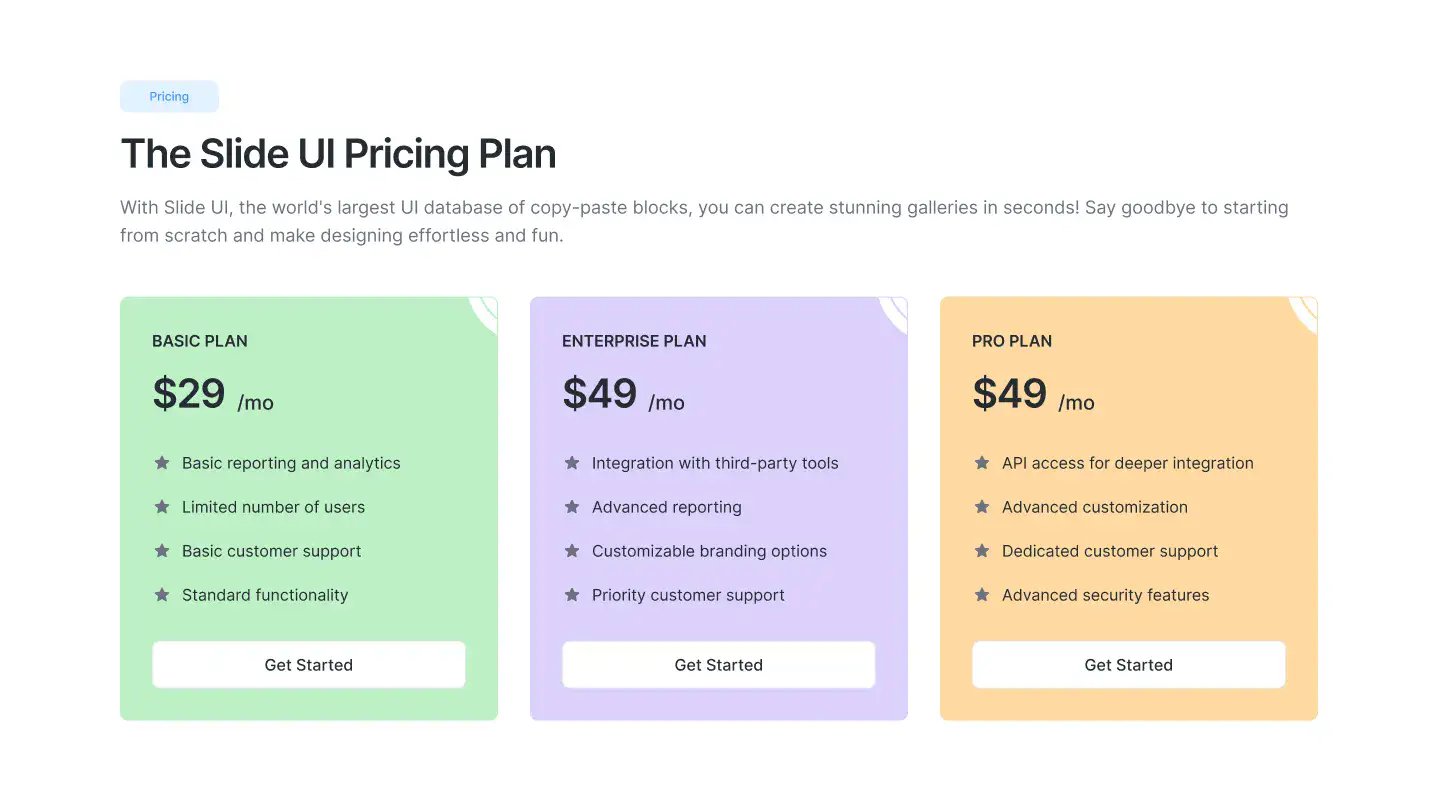 Pricing
The Slide UI Pricing Plan
With Slide UI, the world's largest UI database of copy-paste blocks, you can create stunning galleries in seconds! Say goodbye to starting
from scratch and make designing effortless and fun.
BASIC PLAN
$29 /mo
Basic reporting and analytics
Limited number of users
Basic customer support
Standard functionality
Get Started
ENTERPRISE PLAN
$49 /mo
Integration with third-party tools
Advanced reporting
Customizable branding options
Priority customer support
Get Started
PRO PLAN
$49 /mo
API access for deeper integration
Advanced customization
Dedicated customer support
Advanced security features
Get Started